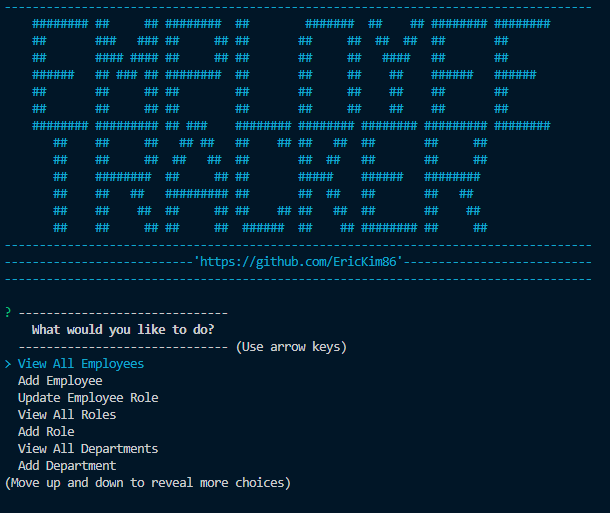 EMPLOYEE
TRACKER
---------------------------'https://github.com/EricKim86'---------------------------
? ------------------------------
What would you like to do?
------------------------------ (Use arrow keys)
> View All Employees
Add Employee
Update Employee Role
View All Roles
Add Role
View All Departments
Add Department
(Move up and down to reveal more choices)